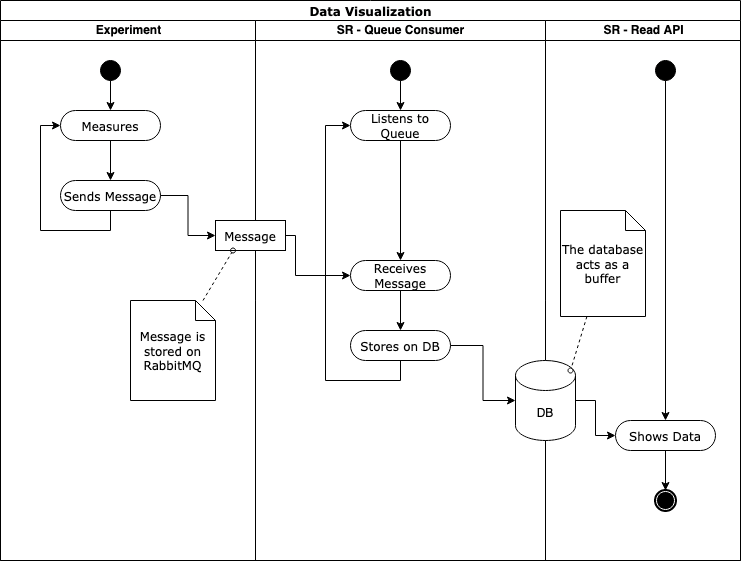 Data Visualization
Experiment
SR - Queue Consumer
SR - Read API
Measures
Listens to
Queue
Sends Message
Message
The database
acts as a
buffer
Receives
Message
Message is
stored on
RabbitMQ
Stores on DB
DB
Shows Data